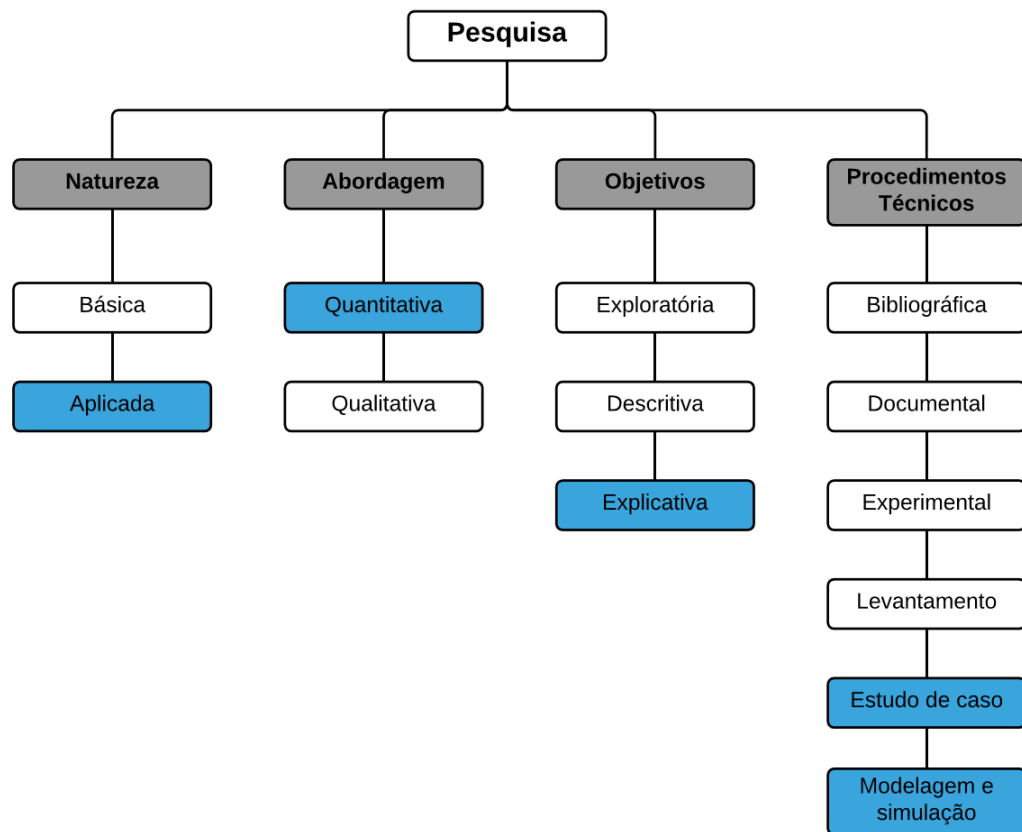 Pesquisa
Natureza
Abordagem
Objetivos
Procedimentos
Técnicos
Básica
Quantitativa
Exploratória
Bibliográfica
Aplicada
Qualitativa
Descritiva
Documental
Explicativa
Experimental
Levantamento
Estudo de caso
Modelagem e
simulação